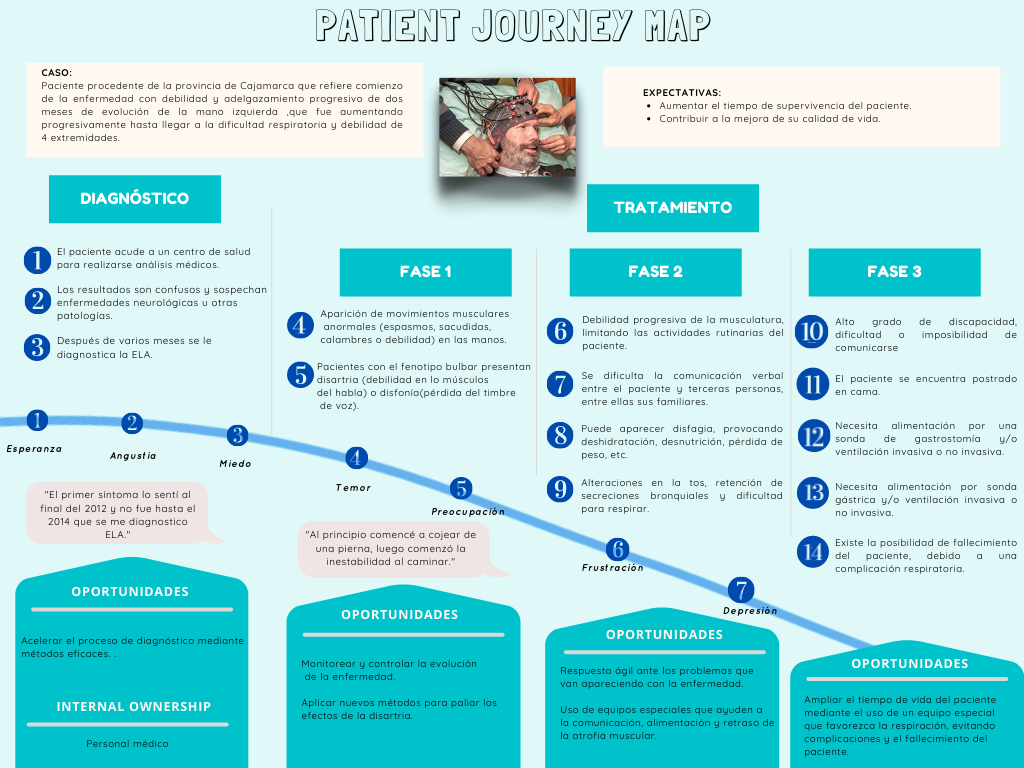 PATIENT JOURNEY MAP
CASO:
Paciente procedente de la provincia de Cajamarca que refiere comienzo
de la enfermedad con debilidad y adelgazamiento progresivo de dos
meses de evolución de la mano izquierda ,que fue aumentando
progresivamente hasta llegar a la dificultad respiratoria y debilidad de
4 extremidades.
EXPECTATIVAS:
• Aumentar el tiempo de supervivencia del paciente.
• Contribuir a la mejora de su calidad de vida.
DIAGNÓSTICO
1 El paciente acude a un centro de salud
para realizarse análisis médicos.
2 Los resultados son confusos y sospechan
enfermedades neurológicas u otras
patologías.
3 Después de varios meses se le
diagnostica la ELA.
TRATAMIENTO
FASE 1
4 Aparición de movimientos musculares
anormales (espasmos, sacudidas,
calambres o debilidad) en las manos.
5 Pacientes con el fenotipo bulbar presentan
disartria (debilidad en lo músculos
del habla) o disfonía(pérdida del timbre
de voz).
FASE 2
6 Debilidad progresiva de la musculatura,
limitando las actividades rutinarias del
paciente.
7 Se dificulta la comunicación verbal
entre el paciente y terceras personas,
entre ellas sus familiares.
8 Puede aparecer disfagia, provocando
deshidratación, desnutrición, pérdida de
peso, etc.
9 Alteraciones en la tos, retención de
secreciones bronquiales y dificultad
para respirar.
FASE 3
10 Alto grado de discapacidad,
dificultad o imposibilidad de
comunicarse
11 El paciente se encuentra postrado
en cama.
12 Necesita alimentación por una
sonda de gastrostomía y/o
ventilación invasiva o no invasiva.
13 Necesita alimentación por sonda
gástrica y/o ventilación invasiva o
no invasiva.
14 Existe la posibilidad de fallecimiento
del paciente, debido a una
complicación respiratoria.
1
Esperanza
2
Angustia
3
Miedo
4
Temor
5
Preocupación
6
Frustración
7
Depresión
"El primer síntoma lo sentí al
final del 2012 y no fue hasta el
2014 que se me diagnostico
ELA."
"Al principio comencé a cojear de
una pierna, luego comenzó la
inestabilidad al caminar."
OPORTUNIDADES
Acelerar el proceso de diagnóstico mediante
métodos eficaces. .
INTERNAL OWNERSHIP
Personal médico
OPORTUNIDADES
Monitorear y controlar la evolución
de la enfermedad.
Aplicar nuevos métodos para paliar los
efectos de la disartria.
OPORTUNIDADES
Respuesta ágil ante los problemas que
van apareciendo con la enfermedad.
Uso de equipos especiales que ayuden a
la comunicación, alimentación y retraso de
la atrofia muscular.
OPORTUNIDADES
Ampliar el tiempo de vida del paciente
mediante el uso de un equipo especial
que favorezca la respiración, evitando
complicaciones y el fallecimiento del
paciente.